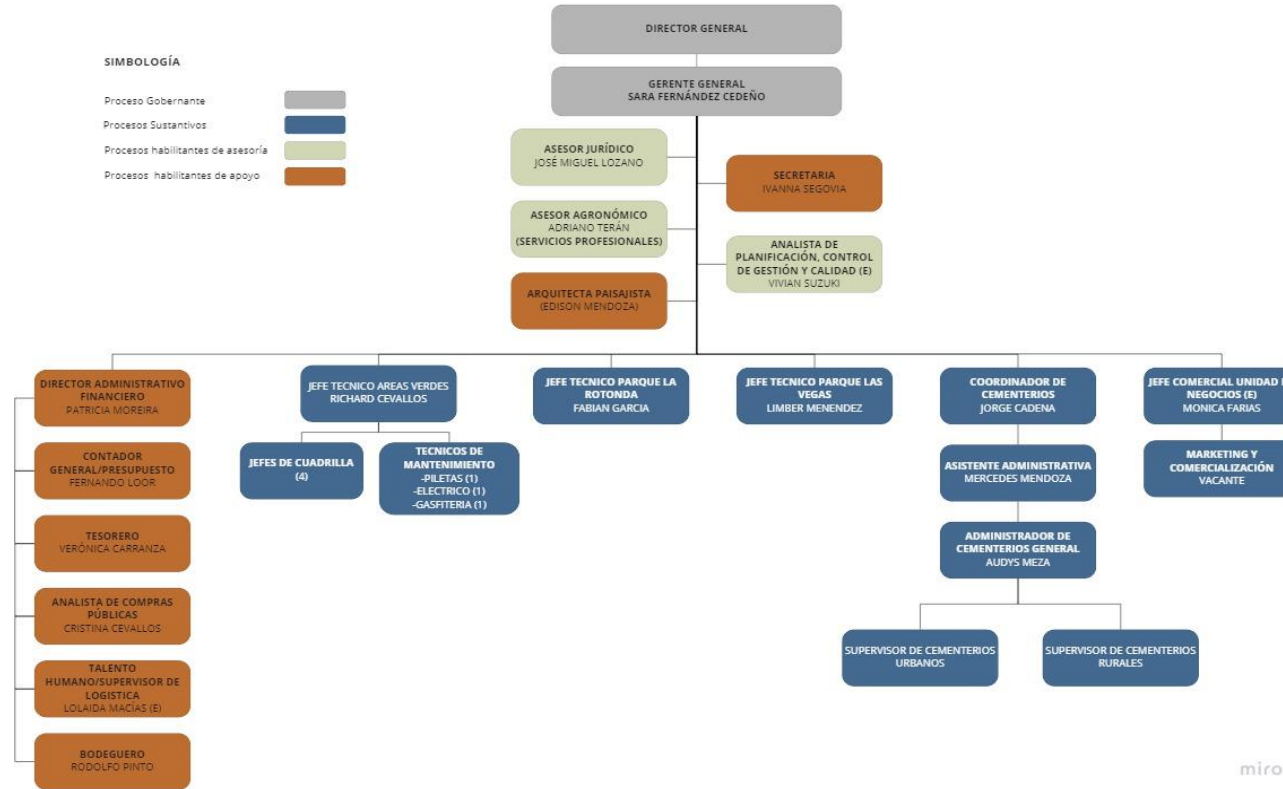 DIRECTOR GENERAL
GERENTE GENERAL
SARA FERNÁNDEZ CEDEÑO
SIMBOLOGÍA
Proceso Gobernante
Procesos Sustantivos
Procesos habilitantes de asesoría
Procesos habilitantes de apoyo
ASESOR JURÍDICO
JOSÉ MIGUEL LOZANO
SECRETARIA
IVANNA SEGOVIA
ASESOR AGRONÓMICO
ADRIANO TERÁN
(SERVICIOS PROFESIONALES)
ANALISTA DE
PLANIFICACIÓN, CONTROL
DE GESTIÓN Y CALIDAD (E)
VIVIAN SUZUKI
ARQUITECTA PAISAJISTA
(EDISON MENDOZA)
DIRECTOR ADMINISTRATIVO
FINANCIERO
PATRICIA MOREIRA
JEFE TECNICO AREAS VERDES
RICHARD CEVALLOS
JEFE TECNICO PARQUE LA
ROTONDA
FABIAN GARCIA
JEFE TECNICO PARQUE LAS
VEGAS
LIMBER MENENDEZ
COORDINADOR DE
CEMENTERIOS
JORGE CADENA
JEFE COMERCIAL UNIDAD
NEGOCIOS (E)
MONICA FARIAS
CONTADOR
GENERAL/PRESUPUESTO
FERNANDO LOOR
JEFES DE CUADRILLA
(4)
TECNICOS DE
MANTENIMIENTO
-PILETAS (1)
-ELECTRICO (1)
-GASFITERIA (1)
ASISTENTE ADMINISTRATIVA
MERCEDES MENDOZA
MARKETING Y
COMERCIALIZACIÓN
VACANTE
TESORERO
VERÓNICA CARRANZA
ADMINISTRADOR DE
CEMENTERIOS GENERAL
AUDYS MEZA
ANALISTA DE COMPRAS
PÚBLICAS
CRISTINA CEVALLOS
SUPERVISOR DE CEMENTERIOS
URBANOS
SUPERVISOR DE CEMENTERIOS
RURALES
TALENTO
HUMANO/SUPERVISOR DE
LOGISTICA
LOLAIDA MACÍAS (E)
BODEGUERO
RODOLFO PINTO
miro